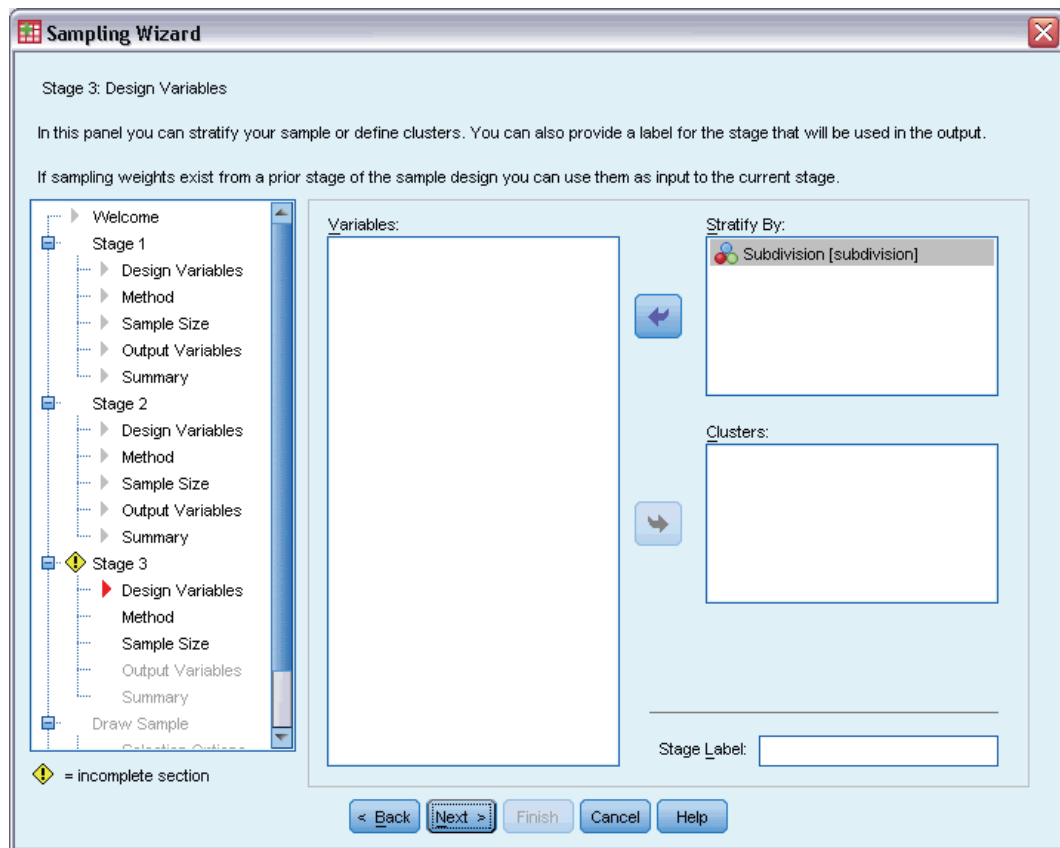 Sampling Wizard
Stage 3: Design Variables
In this panel you can stratify your sample or define clusters. You can also provide a label for the stage that will be used in the output.
If sampling weights exist from a prior stage of the sample design you can use them as input to the current stage.
Welcome
Stage 1
Design Variables
Method
Sample Size
Output Variables
Summary
Stage 2
Design Variables
Method
Sample Size
Output Variables
Summary
Stage 3
Design Variables
Method
Sample Size
Output Variables
Summary
Draw Sample
Selection Options
= incomplete section
Variables:
Stratify By:
Subdivision [subdivision]
Clusters:
Stage Label:
< Back
Next >
Finish
Cancel
Help